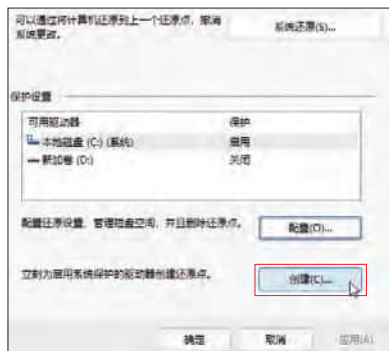 可以通过将计算机还原到上一个还原点，撤消
系统更改。
系统还原(S)...
保护设置
可用驱动器 保护
本地磁盘 (C:) (系统) 启用
新加卷 (D:) 关闭
配置还原设置、管理磁盘空间，并且删除还原点。
配置(O)...
立刻为启用系统保护的驱动器创建还原点。
创建(C)...
确定 取消 应用(A)